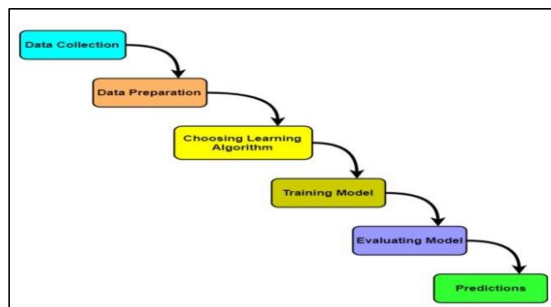 Data Collection
Data Preparation
Choosing Learning
Algorithm
Training Model
Evaluating Model
Predictions